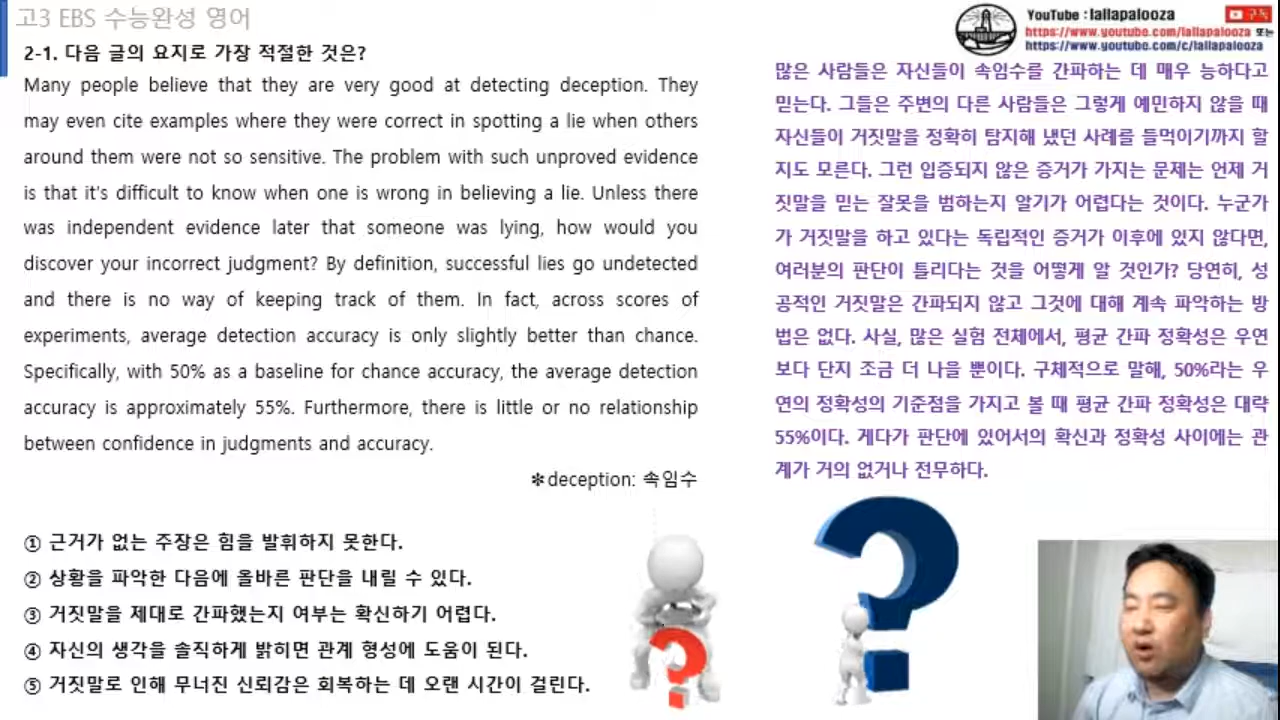 고3 EBS 수능완성 영어
YouTube : lallapalooza
구독
https://www.youtube.com/lallapalooza 또는
https://www.youtube.com/c/lallapalooza
2-1. 다음 글의 요지로 가장 적절한 것은?
Many people believe that they are very good at detecting deception. They
may even cite examples where they were correct in spotting a lie when others
around them were not so sensitive. The problem with such unproved evidence
is that it's difficult to know when one is wrong in believing a lie. Unless there
was independent evidence later that someone was lying, how would you
discover your incorrect judgment? By definition, successful lies go undetected
and there is no way of keeping track of them. In fact, across scores of
experiments, average detection accuracy is only slightly better than chance.
Specifically, with 50% as a baseline for chance accuracy, the average detection
accuracy is approximately 55%. Furthermore, there is little or no relationship
between confidence in judgments and accuracy.
✻deception: 속임수
① 근거가 없는 주장은 힘을 발휘하지 못한다.
② 상황을 파악한 다음에 올바른 판단을 내릴 수 있다.
③ 거짓말을 제대로 간파했는지 여부는 확신하기 어렵다.
④ 자신의 생각을 솔직하게 밝히면 관계 형성에 도움이 된다.
⑤ 거짓말로 인해 무너진 신뢰감은 회복하는 데 오랜 시간이 걸린다.
많은 사람들은 자신들이 속임수를 간파하는 데 매우 능하다고
믿는다. 그들은 주변의 다른 사람들은 그렇게 예민하지 않을 때
자신들이 거짓말을 정확히 탐지해 냈던 사례를 들먹이기까지 할
지도 모른다. 그런 입증되지 않은 증거가 가지는 문제는 언제 거
짓말을 믿는 잘못을 범하는지 알기가 어렵다는 것이다. 누군가
가 거짓말을 하고 있다는 독립적인 증거가 이후에 있지 않다면,
여러분의 판단이 틀리다는 것을 어떻게 알 것인가? 당연히, 성
공적인 거짓말은 간파되지 않고 그것에 대해 계속 파악하는 방
법은 없다. 사실, 많은 실험 전체에서, 평균 간파 정확성은 우연
보다 단지 조금 더 나을 뿐이다. 구체적으로 말해, 50%라는 우
연의 정확성의 기준점을 가지고 볼 때 평균 간파 정확성은 대략
55%이다. 게다가 판단에 있어서의 확신과 정확성 사이에는 관
계가 거의 없거나 전무하다.